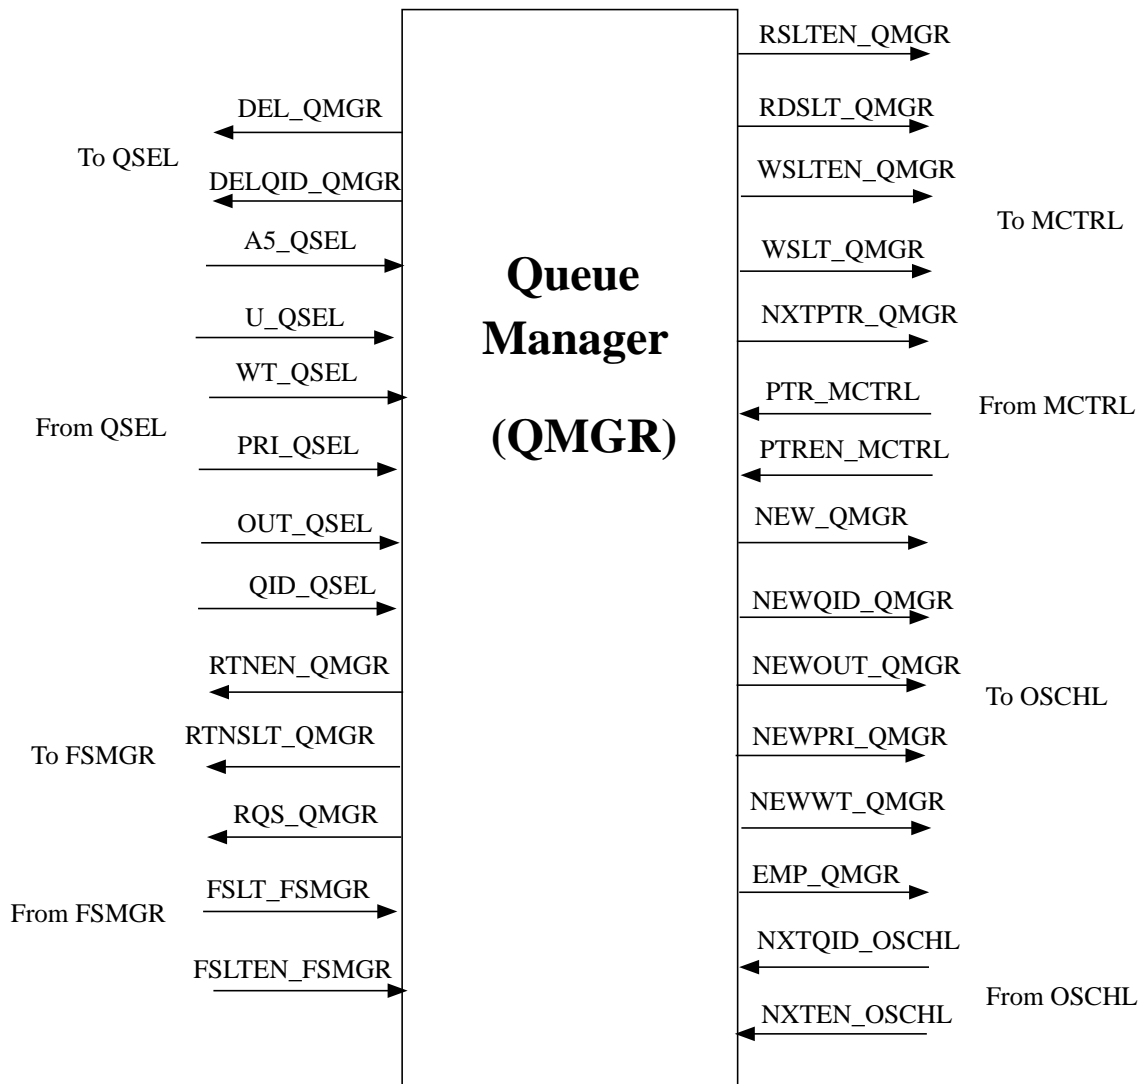 DEL_QMGR
To QSEL
DELQID_QMGR
A5_QSEL
U_QSEL
WT_QSEL
From QSEL
PRI_QSEL
OUT_QSEL
QID_QSEL
RTNEN_QMGR
RTNSLT_QMGR
To FSMGR
RQS_QMGR
FSLT_FSMGR
From FSMGR
FSLTEN_FSMGR
Queue
Manager
(QMGR)
RSLTEN_QMGR
RDSLT_QMGR
WSLTEN_QMGR
To MCTRL
WSLT_QMGR
NXTPTR_QMGR
PTR_MCTRL
From MCTRL
PTREN_MCTRL
NEW_QMGR
NEWQID_QMGR
NEWOUT_QMGR
To OSCHL
NEWPRI_QMGR
NEWWT_QMGR
EMP_QMGR
NXTQID_OSCHL
From OSCHL
NXTEN_OSCHL